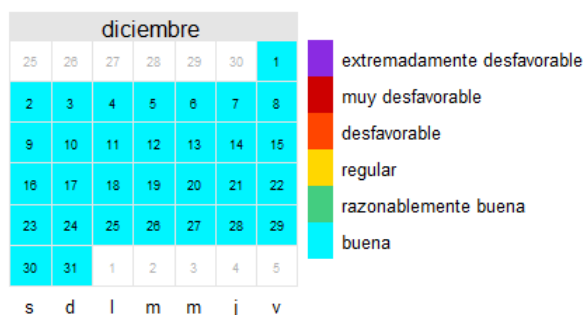 diciembre
25 26 27 28 29 30 1
2 3 4 5 6 7 8
9 10 11 12 13 14 15
16 17 18 19 20 21 22
23 24 25 26 27 28 29
30 31 1 2 3 4 5
s d l m m j v
extremadamente desfavorable
muy desfavorable
desfavorable
regular
razonablemente buena
buena